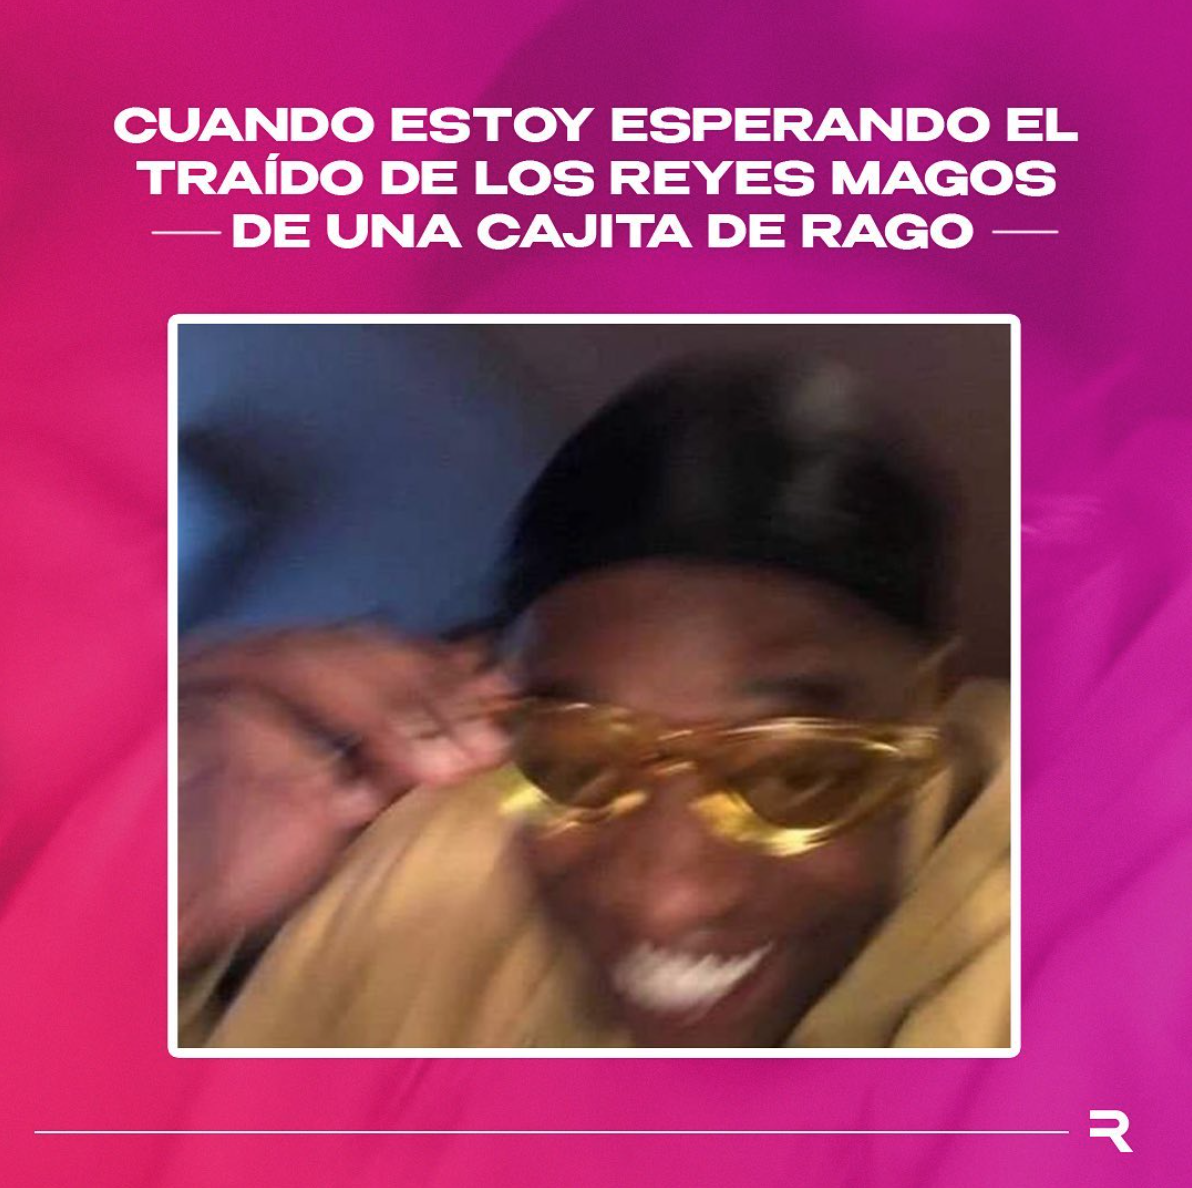 CUANDO ESTOY ESPERANDO EL
TRAÍDO DE LOS REYES MAGOS
DE UNA CAJITA DE RAGO
R